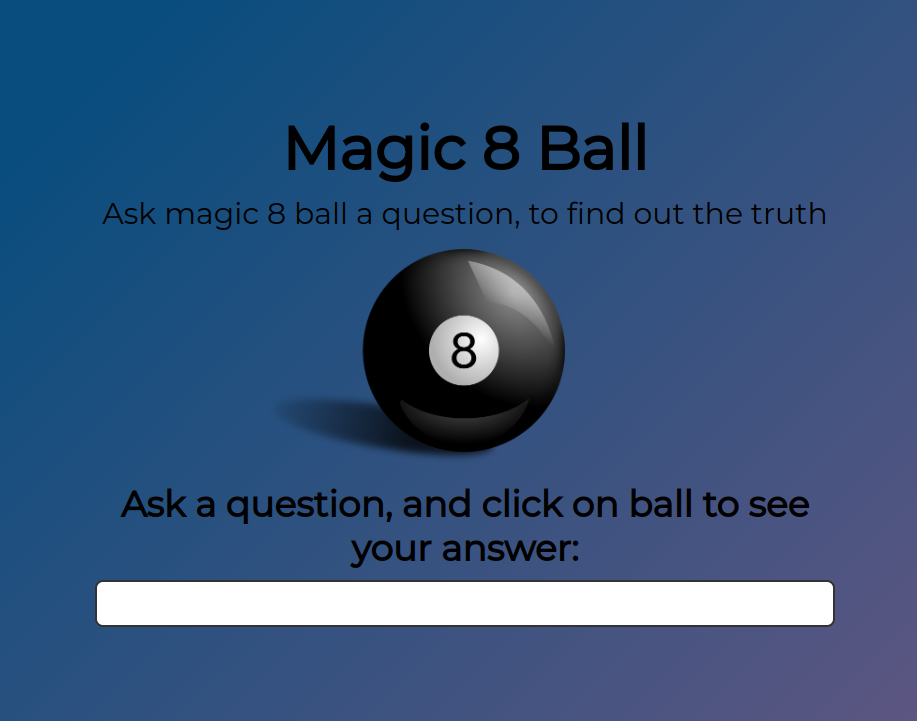 Magic 8 Ball
Ask magic 8 ball a question, to find out the truth
8
Ask a question, and click on ball to see
your answer: